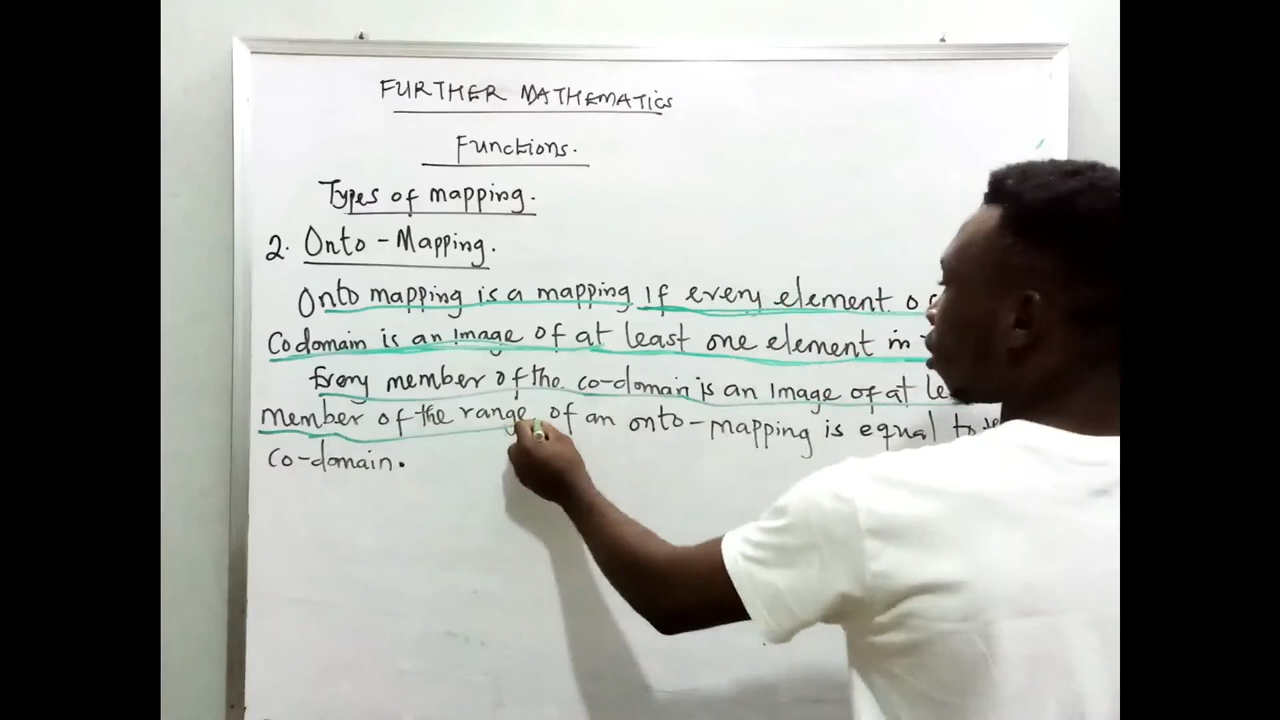 FURTHER MATHEMATICS
Functions.
Types of mapping.
2. Onto-Mapping.
Onto mapping is a mapping if every element
Codomain is an image of at least one element in
Every member of the co-domain is an image of at
member of the range of an onto-mapping is equal to
co-domain.